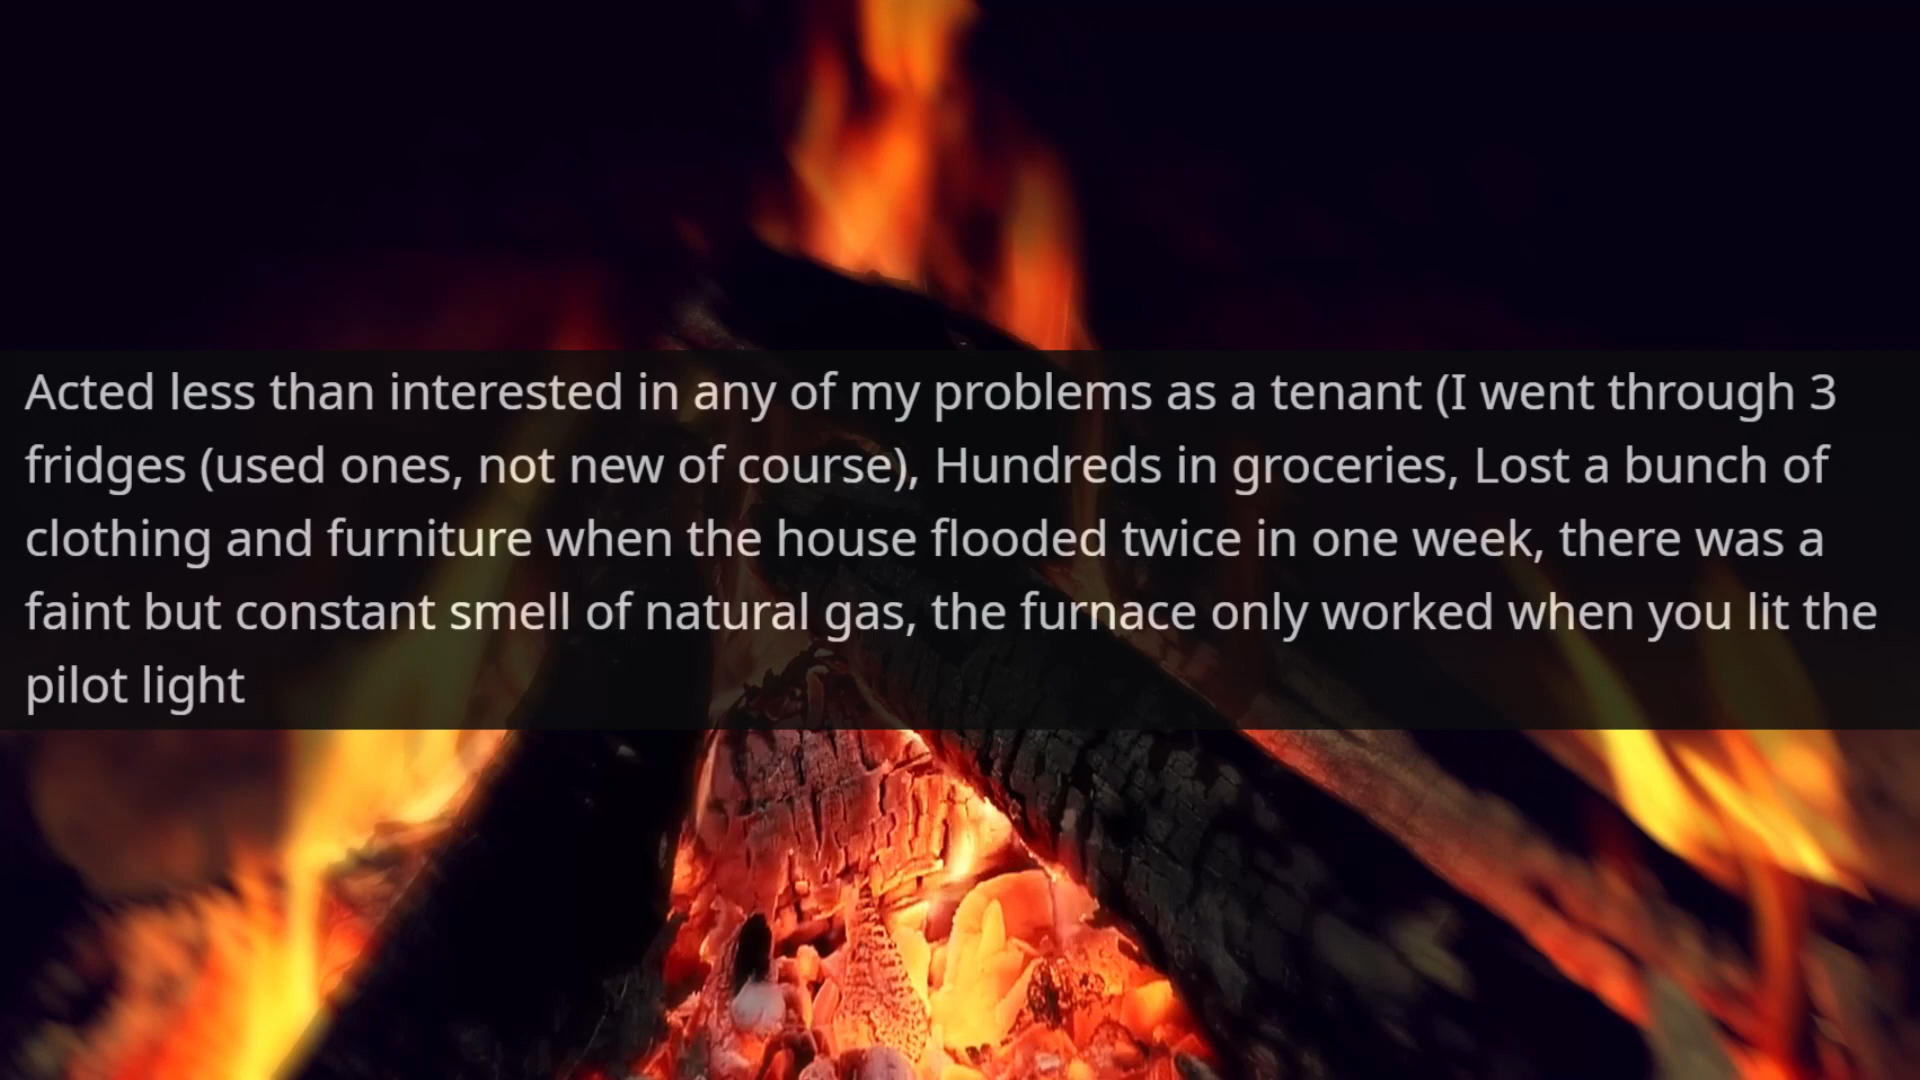 Acted less than interested in any of my problems as a tenant (I went through 3
fridges (used ones, not new of course), Hundreds in groceries, Lost a bunch of
clothing and furniture when the house flooded twice in one week, there was a
faint but constant smell of natural gas, the furnace only worked when you lit the
pilot light